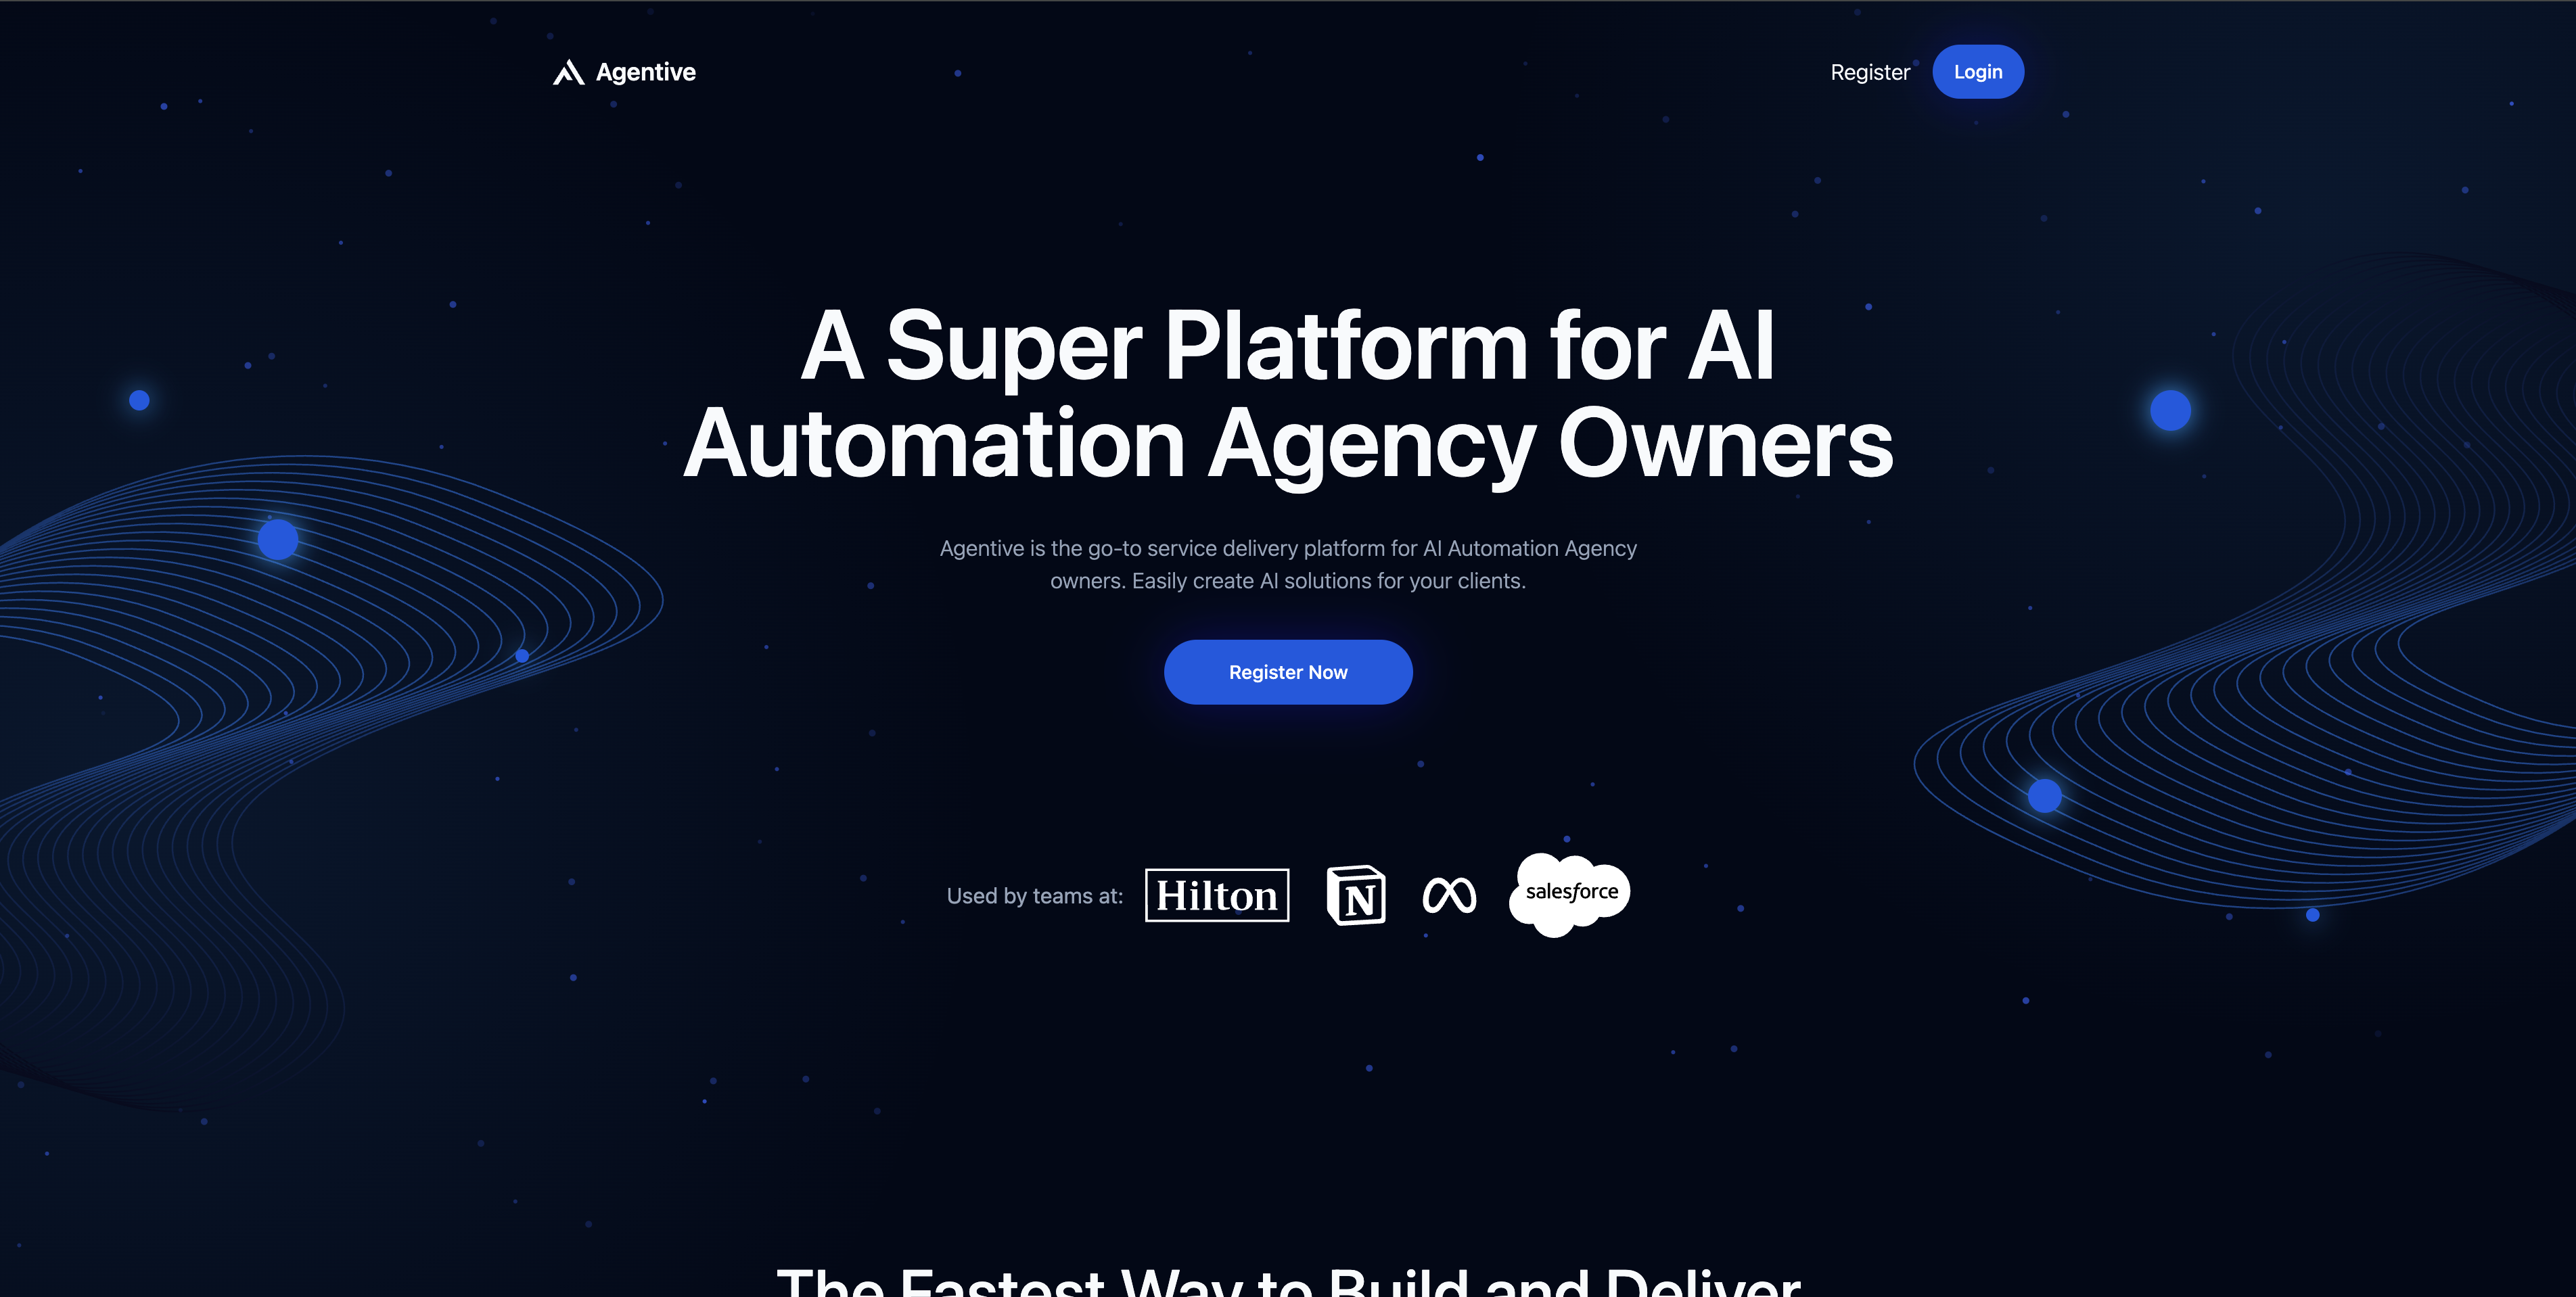 Agentive
Register
Login
A Super Platform for AI
Automation Agency Owners
Agentive is the go-to service delivery platform for AI Automation Agency
owners. Easily create AI solutions for your clients.
Register Now
Used by teams at:
Hilton
N
salesforce
The Fastest Way to Build and Deliver